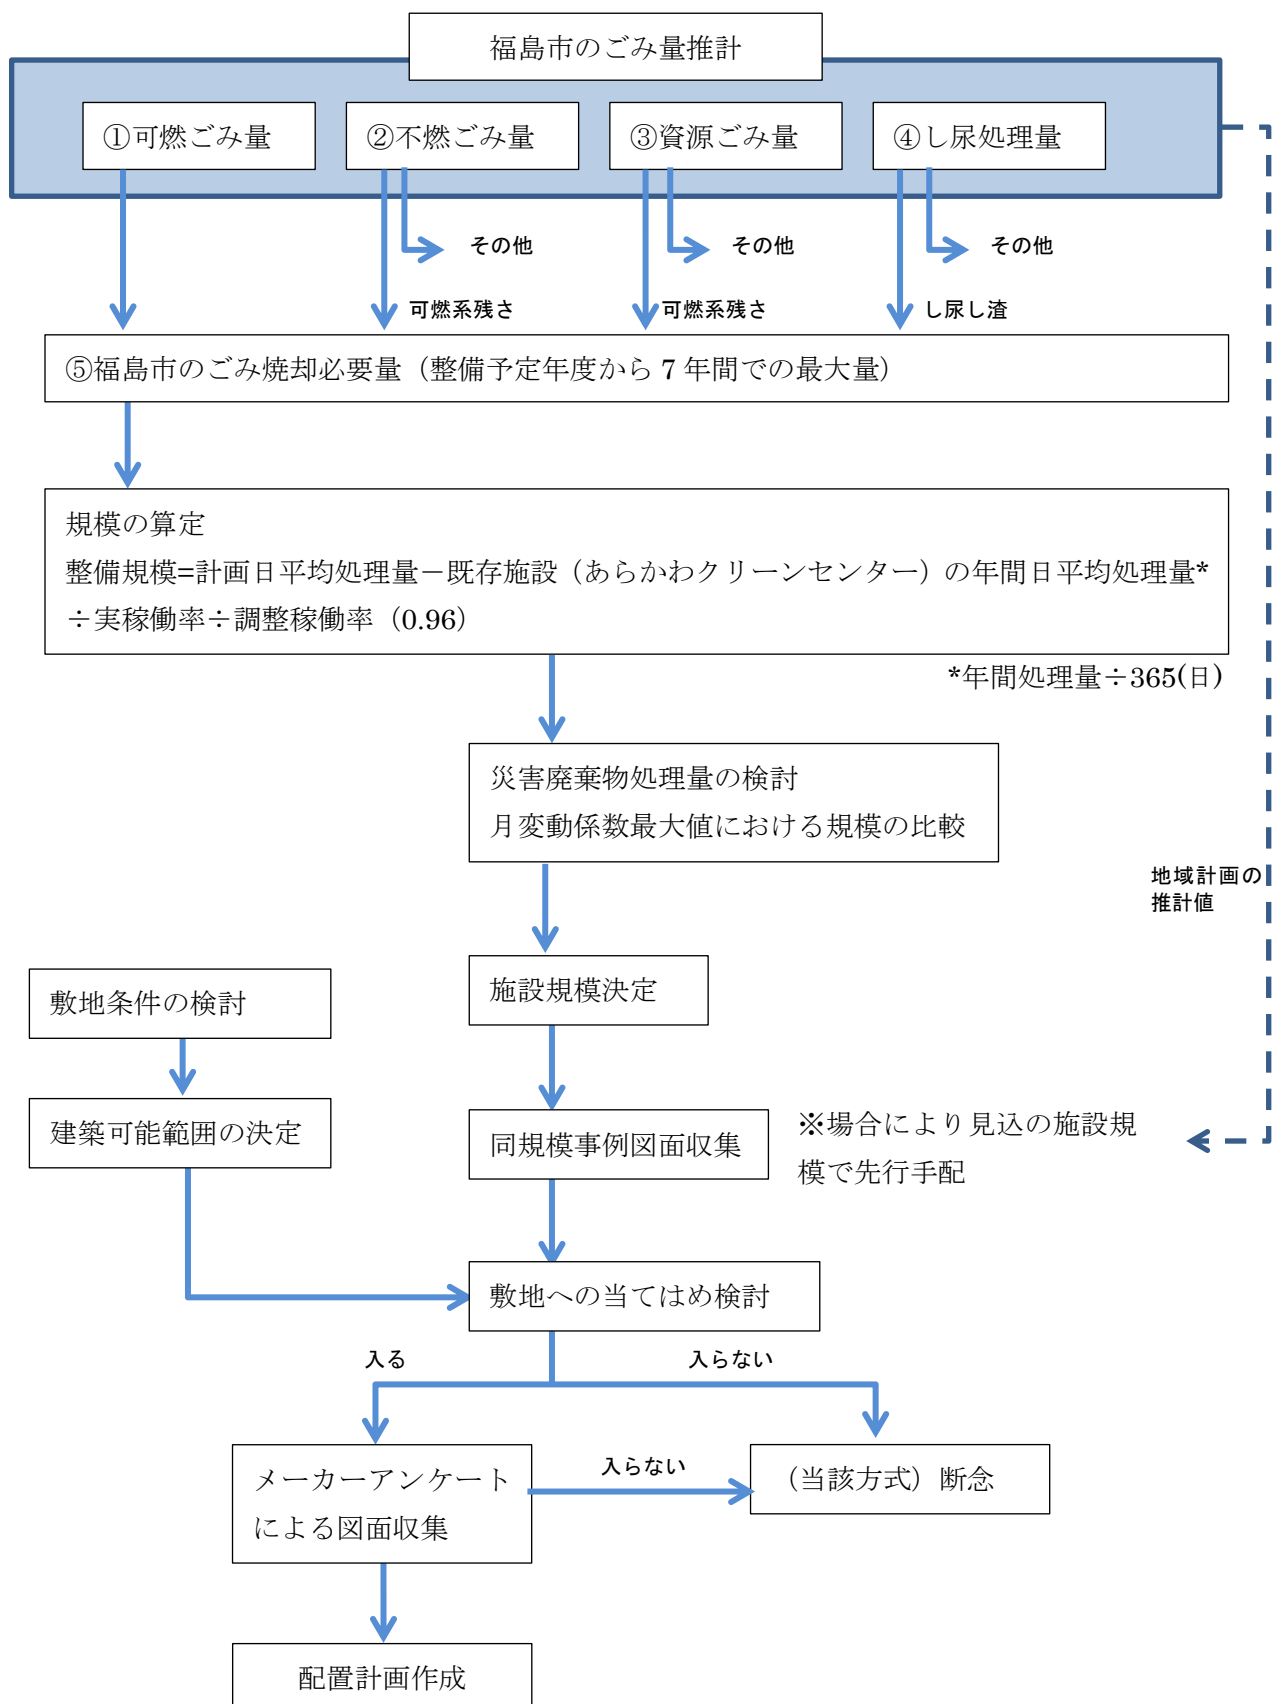 福島市のごみ量推計
①可燃ごみ量
②不燃ごみ量
③資源ごみ量
④し尿処理量
その他
その他
その他
可燃系残さ
可燃系残さ
し尿し渣
⑤福島市のごみ焼却必要量（整備予定年度から 7 年間での最大量）
規模の算定
整備規模=計画日平均処理量－既存施設（あらかわクリーンセンター）の年間日平均処理量*
÷実稼働率÷調整稼働率（0.96）
*年間処理量÷365(日)
災害廃棄物処理量の検討
月変動係数最大値における規模の比較
地域計画の
推計値
敷地条件の検討
施設規模決定
建築可能範囲の決定
同規模事例図面収集
※場合により見込の施設規
模で先行手配
敷地への当てはめ検討
入る
入らない
メーカーアンケート
による図面収集
入らない
（当該方式）断念
配置計画作成